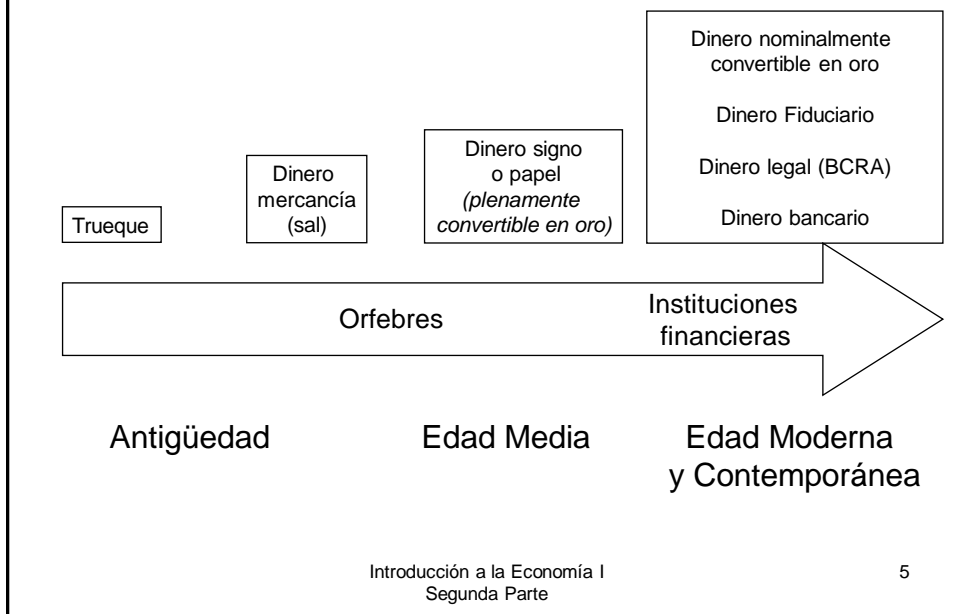 Trueque
Dinero
mercancía
(sal)
Dinero signo
o papel
(plenamente
convertible en oro)
Dinero nominalmente
convertible en oro
Dinero Fiduciario
Dinero legal (BCRA)
Dinero bancario
Orfebres
Instituciones
financieras
Antigüedad
Edad Media
Edad Moderna
y Contemporánea
Introducción a la Economía I
Segunda Parte
5